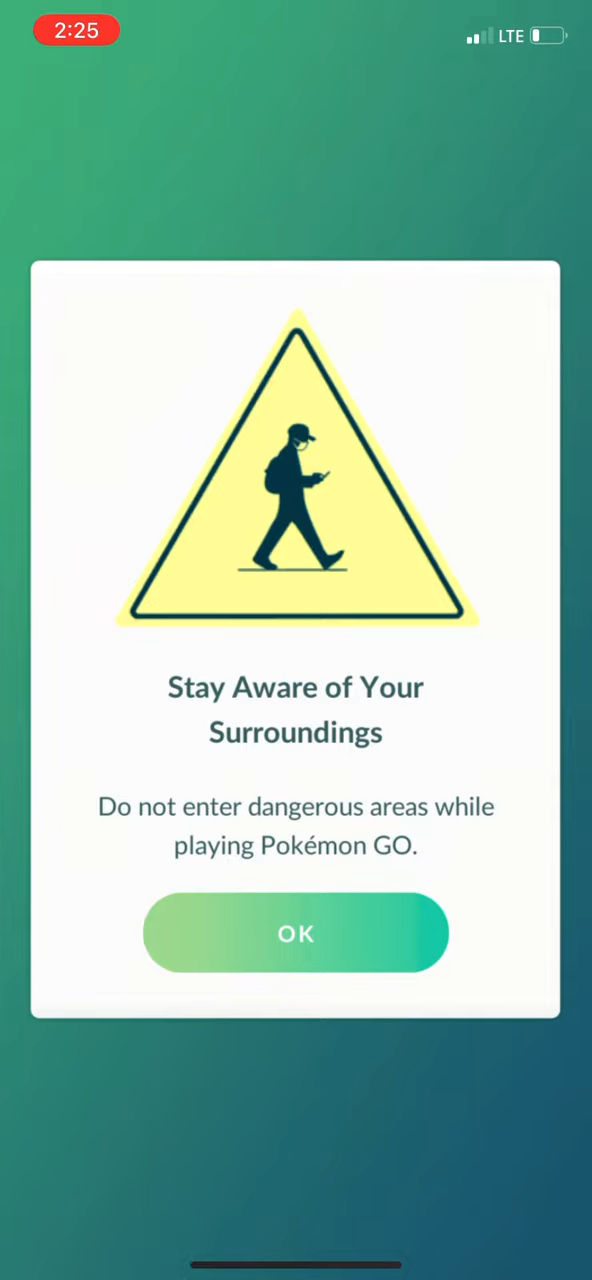 2:25
LTE
Stay Aware of Your
Surroundings
Do not enter dangerous areas while
playing Pokémon GO.
OK